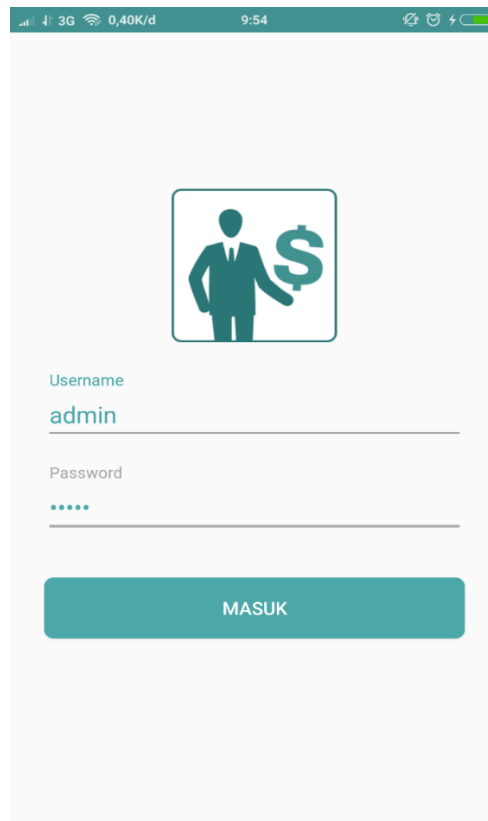 3G 0,40K/d 9:54
$
Username
admin
Password
•••••
MASUK